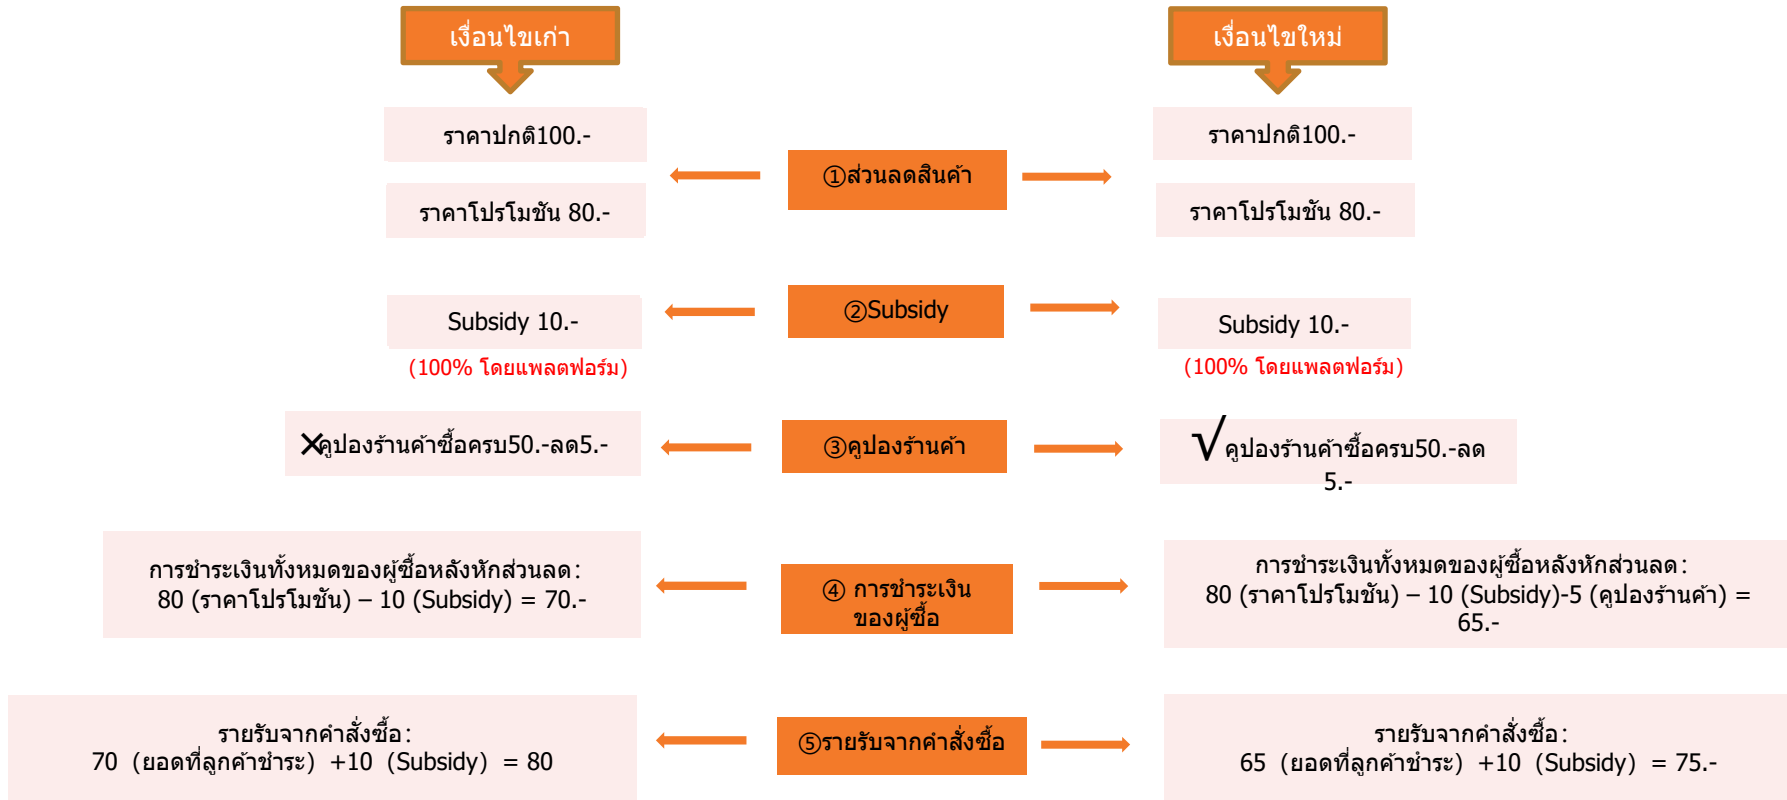 เงื่อนไขเก่า
เงื่อนไขใหม่
ราคาปกติ100.-
ราคาปกติ100.-
①ส่วนลดสินค้า
ราคาโปรโมชัน 80.-
ราคาโปรโมชัน 80.-
Subsidy 10.-
②Subsidy
Subsidy 10.-
(100% โดยแพลตฟอร์ม)
(100% โดยแพลตฟอร์ม)
×คูปองร้านค้าซื้อครบ50.-ลด5.-
③คูปองร้านค้า
√คูปองร้านค้าซื้อครบ50.-ลด
5.-
การชำระเงินทั้งหมดของผู้ซื้อหลังหักส่วนลด:
80 (ราคาโปรโมชัน) – 10 (Subsidy) = 70.-
④ การชำระเงิน
ของผู้ซื้อ
การชำระเงินทั้งหมดของผู้ซื้อหลังหักส่วนลด:
80 (ราคาโปรโมชัน) – 10 (Subsidy)-5 (คูปองร้านค้า) =
65.-
รายรับจากคำสั่งซื้อ:
70 (ยอดที่ลูกค้าชำระ) +10 (Subsidy) = 80
⑤รายรับจากคำสั่งซื้อ
รายรับจากคำสั่งซื้อ:
65 (ยอดที่ลูกค้าชำระ) +10 (Subsidy) = 75.-